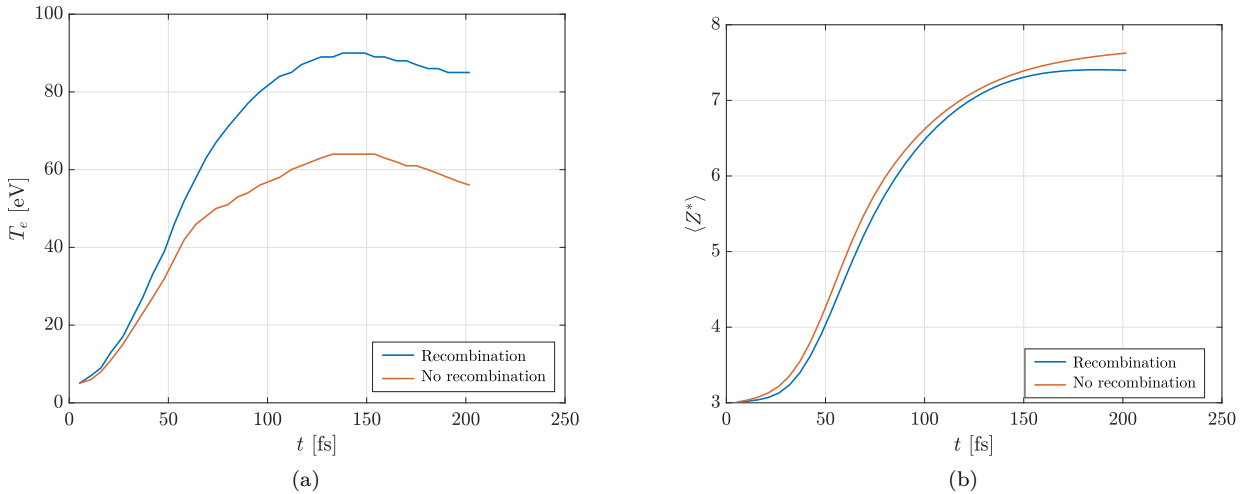 100
80
60
40
20
0
0 50 100 150 200 250
T_e [eV]
t [fs]
Recombination
No recombination
(a)
8
7
6
5
4
3
0 50 100 150 200 250
⟨Z*⟩
t [fs]
Recombination
No recombination
(b)